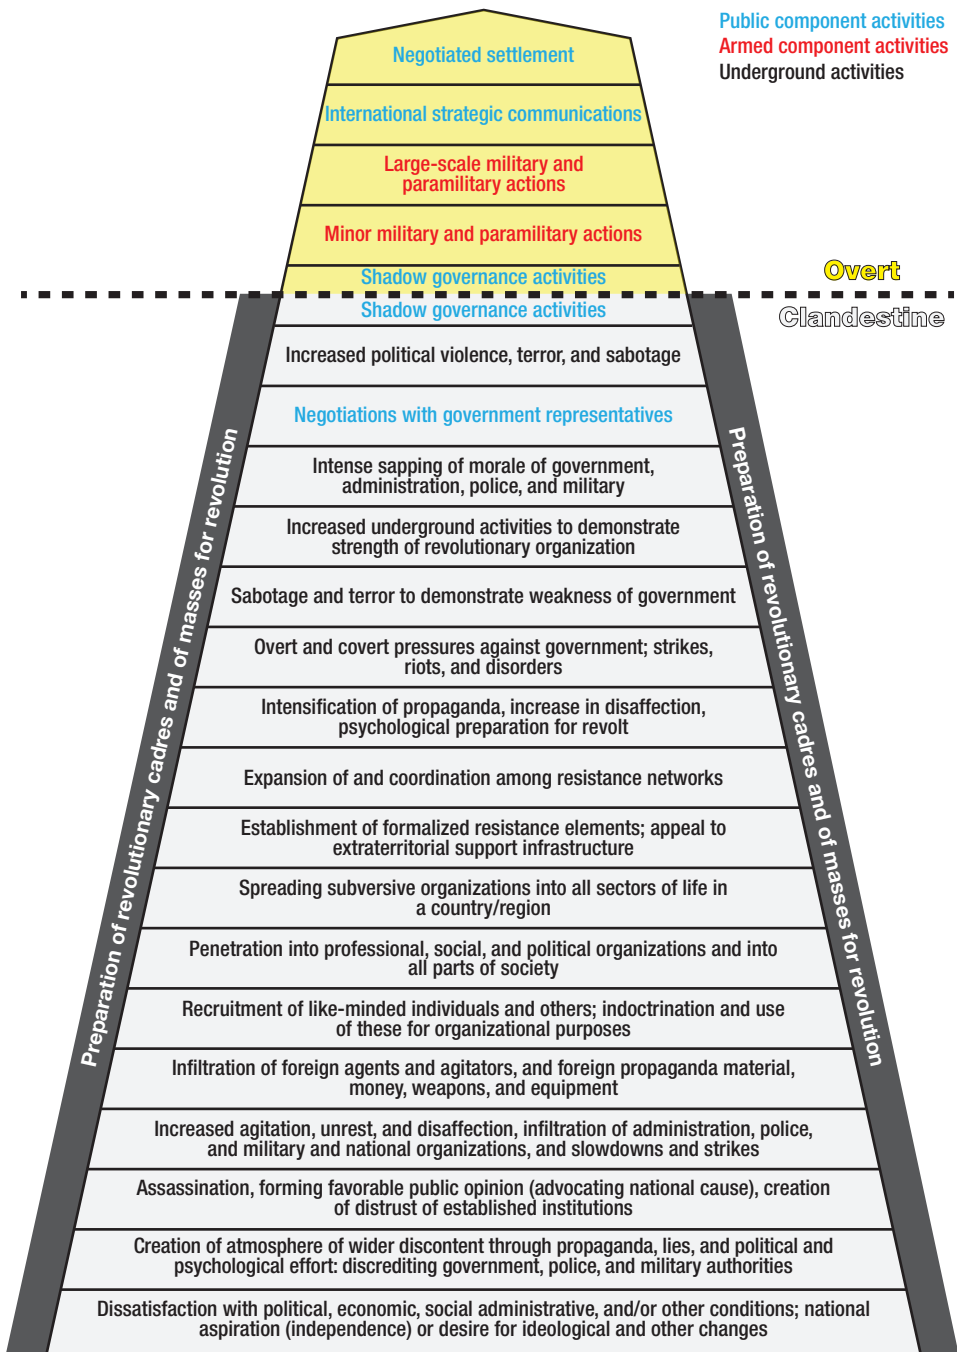 Public component activities
Armed component activities
Underground activities
Negotiated settlement
International strategic communications
Large-scale military and
paramilitary actions
Minor military and paramilitary actions
Shadow governance activities
Overt
Clandestine
Shadow governance activities
Increased political violence, terror, and sabotage
Negotiations with government representatives
Intense sapping of morale of government,
administration, police, and military
Increased underground activities to demonstrate
strength of revolutionary organization
Sabotage and terror to demonstrate weakness of government
Overt and covert pressures against government; strikes,
riots, and disorders
Intensification of propaganda, increase in disaffection,
psychological preparation for revolt
Expansion of and coordination among resistance networks
Establishment of formalized resistance elements; appeal to
extraterritorial support infrastructure
Spreading subversive organizations into all sectors of life in
a country/region
Penetration into professional, social, and political organizations and into
all parts of society
Recruitment of like-minded individuals and others; indoctrination and use
of these for organizational purposes
Infiltration of foreign agents and agitators, and foreign propaganda material,
money, weapons, and equipment
Increased agitation, unrest, and disaffection, infiltration of administration, police,
and military and national organizations, and slowdowns and strikes
Assassination, forming favorable public opinion (advocating national cause), creation
of distrust of established institutions
Creation of atmosphere of wider discontent through propaganda, lies, and political and
psychological effort: discrediting government, police, and military authorities
Dissatisfaction with political, economic, social administrative, and/or other conditions; national
aspiration (independence) or desire for ideological and other changes
Preparation of revolutionary cadres and of masses for revolution
Preparation of revolutionary cadres and of masses for revolution